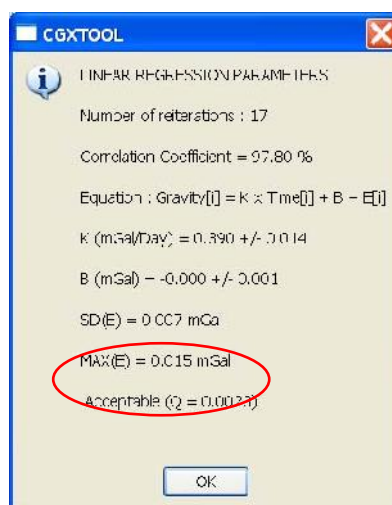 CGXTOOL
LINEAR REGRESSION PARAMETERS
Number of reiterations : 17
Correlation Coefficient = 97.80 %
Equation : Gravity[i] = K x Time[i] + B - E[i]
K (mGal/Day) = 0.390 +/- 0.014
B (mGal) = -0.000 +/- 0.001
SD(E) = 0.007 mGal
MAX(E) = 0.015 mGal
Acceptable (Q =
OK